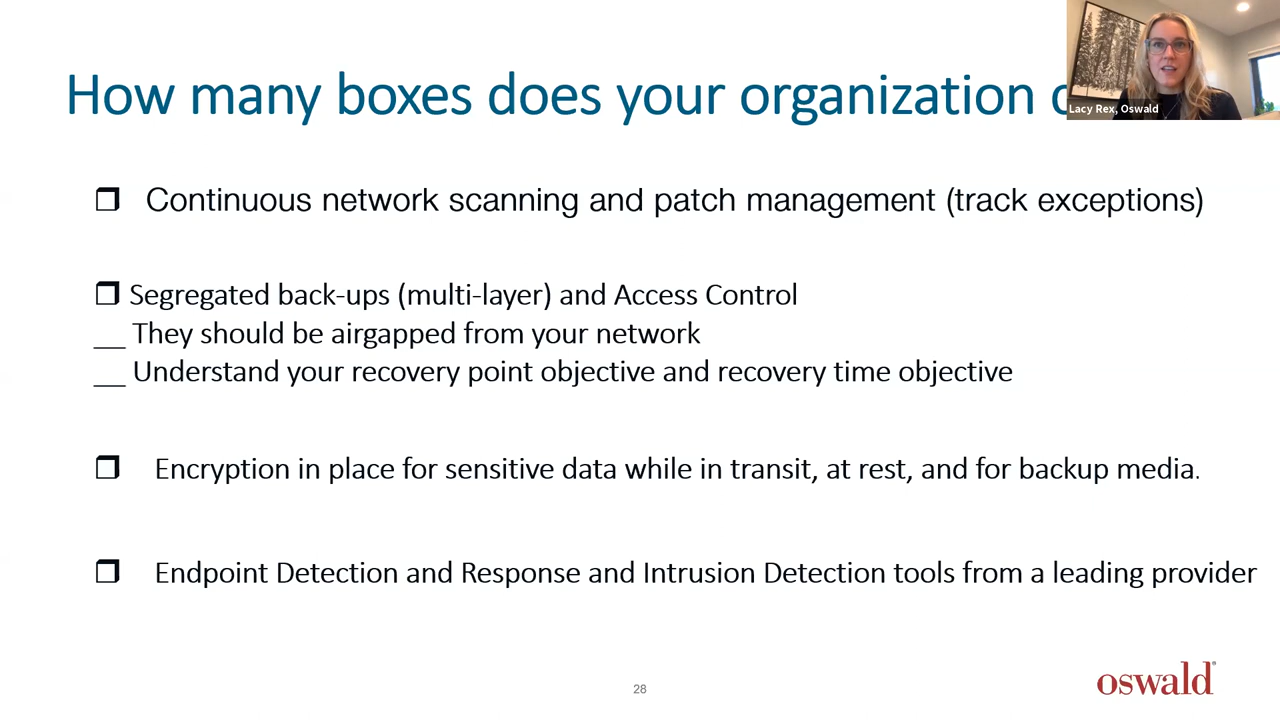 How many boxes does your organization
Lacy Rex, Oswald
❒ Continuous network scanning and patch management (track exceptions)
❒ Segregated back-ups (multi-layer) and Access Control
__ They should be airgapped from your network
__ Understand your recovery point objective and recovery time objective
❒ Encryption in place for sensitive data while in transit, at rest, and for backup media.
❒ Endpoint Detection and Response and Intrusion Detection tools from a leading provider
28
oswald®